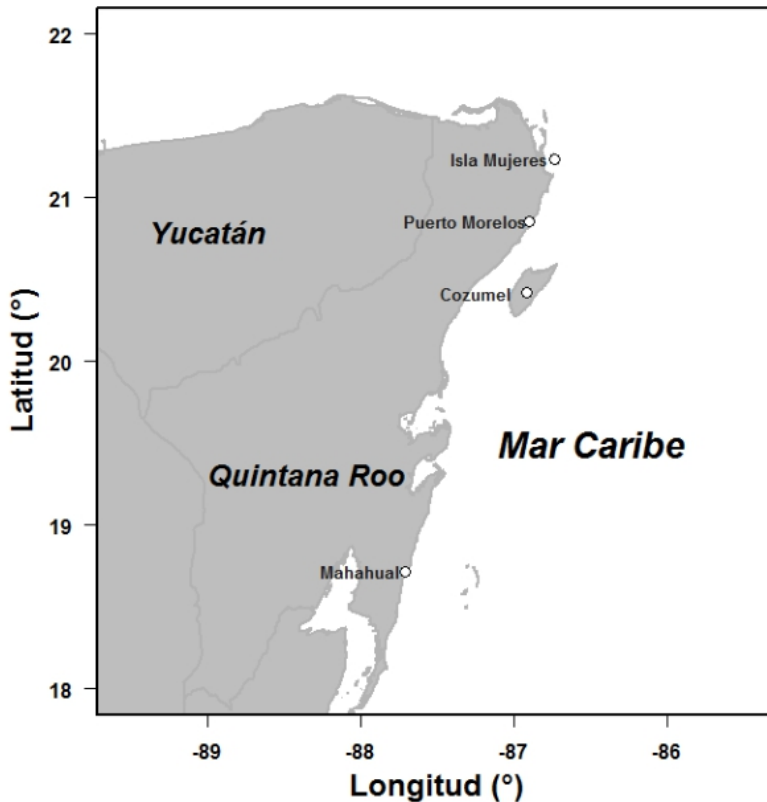 22
Isla Mujeres
21
Puerto Morelos
Yucatán
Cozumel
20
Latitud (°)
Mar Caribe
Quintana Roo
19
Mahahual
18
-89
-88
-87
-86
Longitud (°)